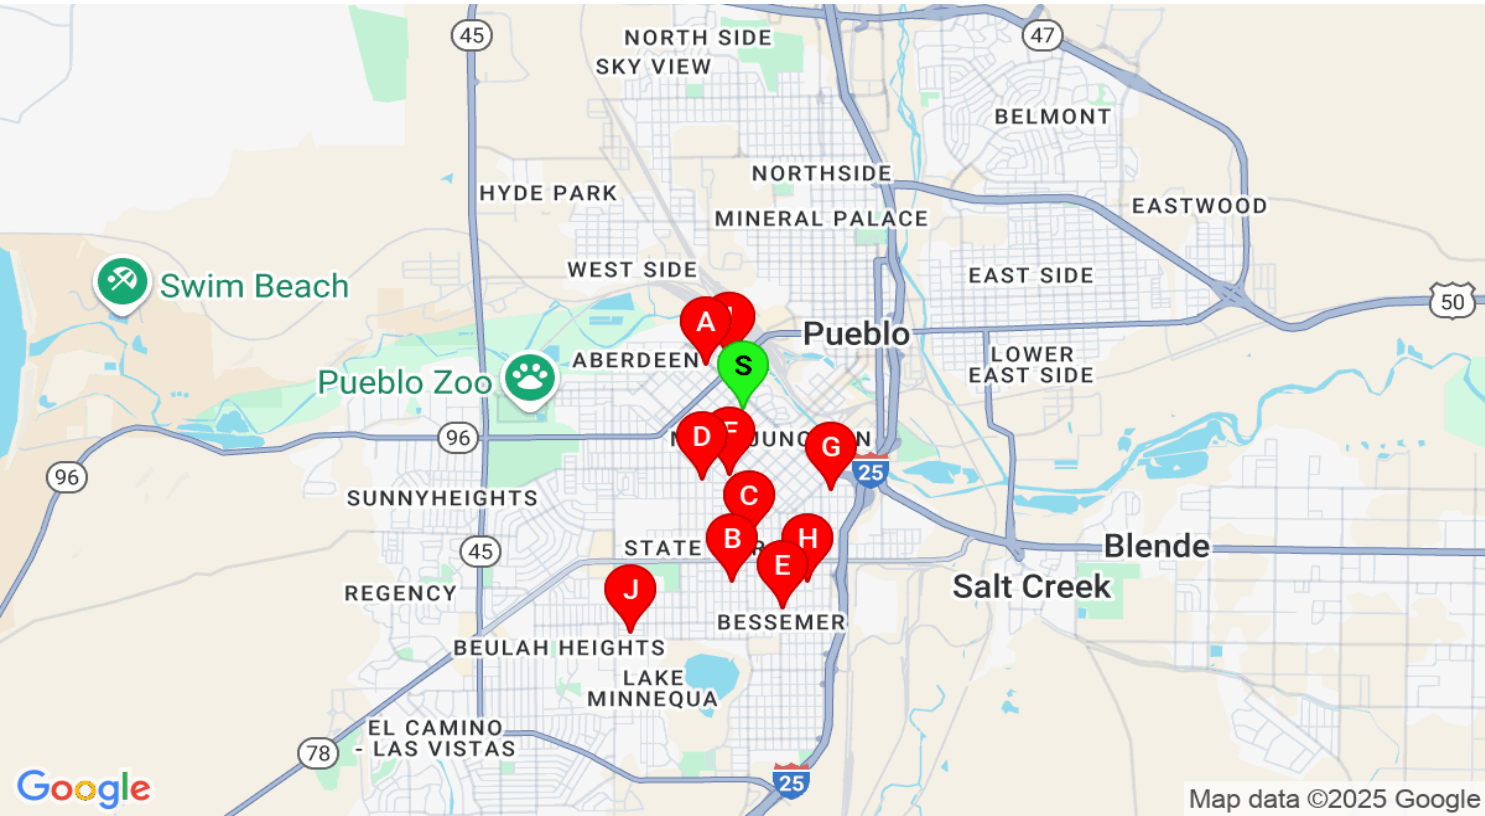 45
NORTH SIDE
47
SKY VIEW
BELMONT
NORTHSIDE
HYDE PARK
EASTWOOD
MINERAL PALACE
WEST SIDE
EAST SIDE
Swim Beach
50
A
Pueblo
ABERDEEN
S
LOWER
EAST SIDE
Pueblo Zoo
96
D
JUNC
N
G
25
96
SUNNYHEIGHTS
C
45
STATE
B
H
Blende
E
REGENCY
J
Salt Creek
BESSEMER
BEULAH HEIGHTS
LAKE
MINNEQUA
EL CAMINO
- LAS VISTAS
78
25
Google
Map data ©2025 Google